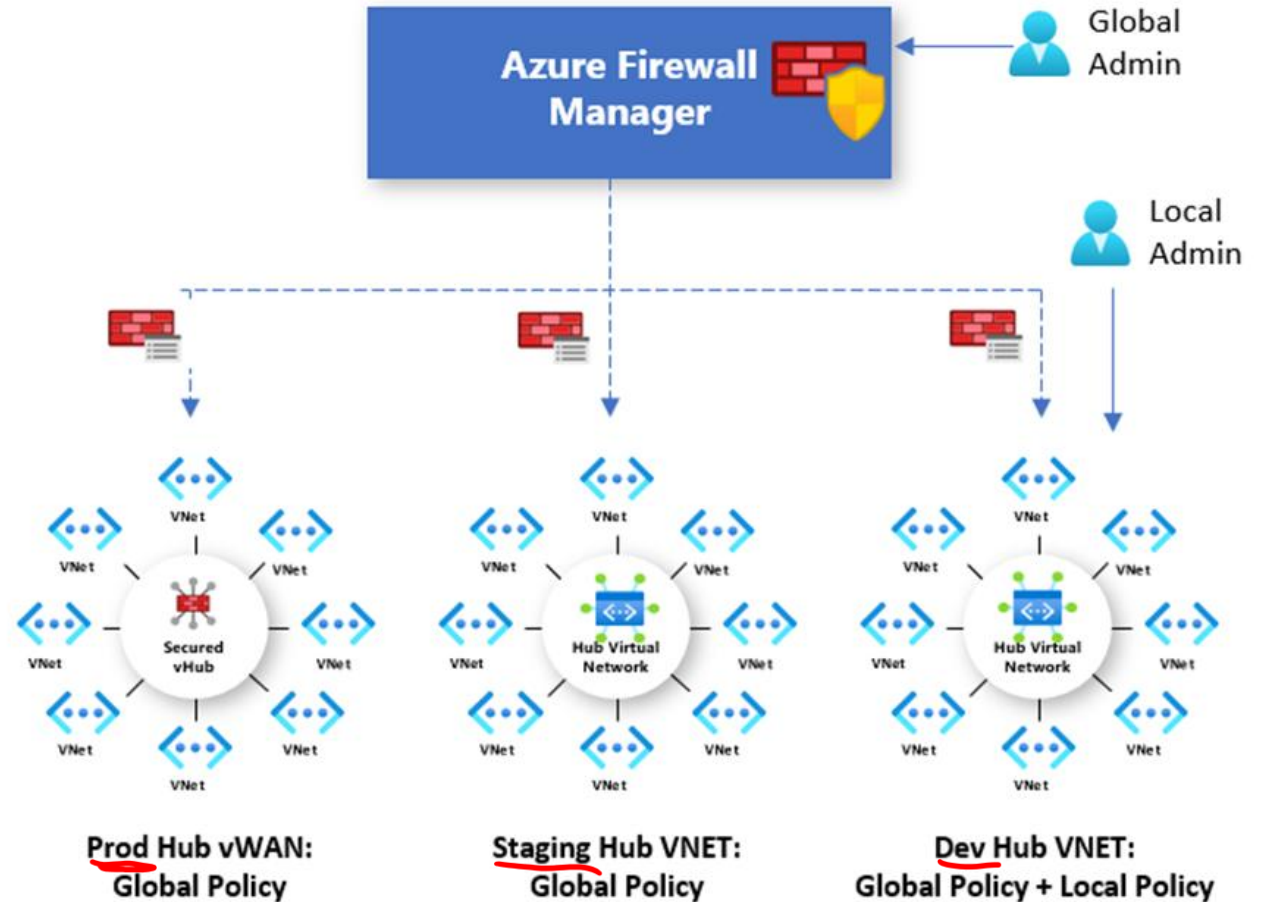 Azure Firewall
Manager
Global
Admin
Local
Admin
VNet
VNet
VNet
VNet
VNet
VNet
VNet
VNet
Secured
vHub
VNet
VNet
VNet
VNet
VNet
VNet
VNet
VNet
Hub Virtual
Network
VNet
VNet
VNet
VNet
VNet
VNet
VNet
VNet
Hub Virtual
Network
Prod Hub vWAN:
Global Policy
Staging Hub VNET:
Global Policy
Dev Hub VNET:
Global Policy + Local Policy